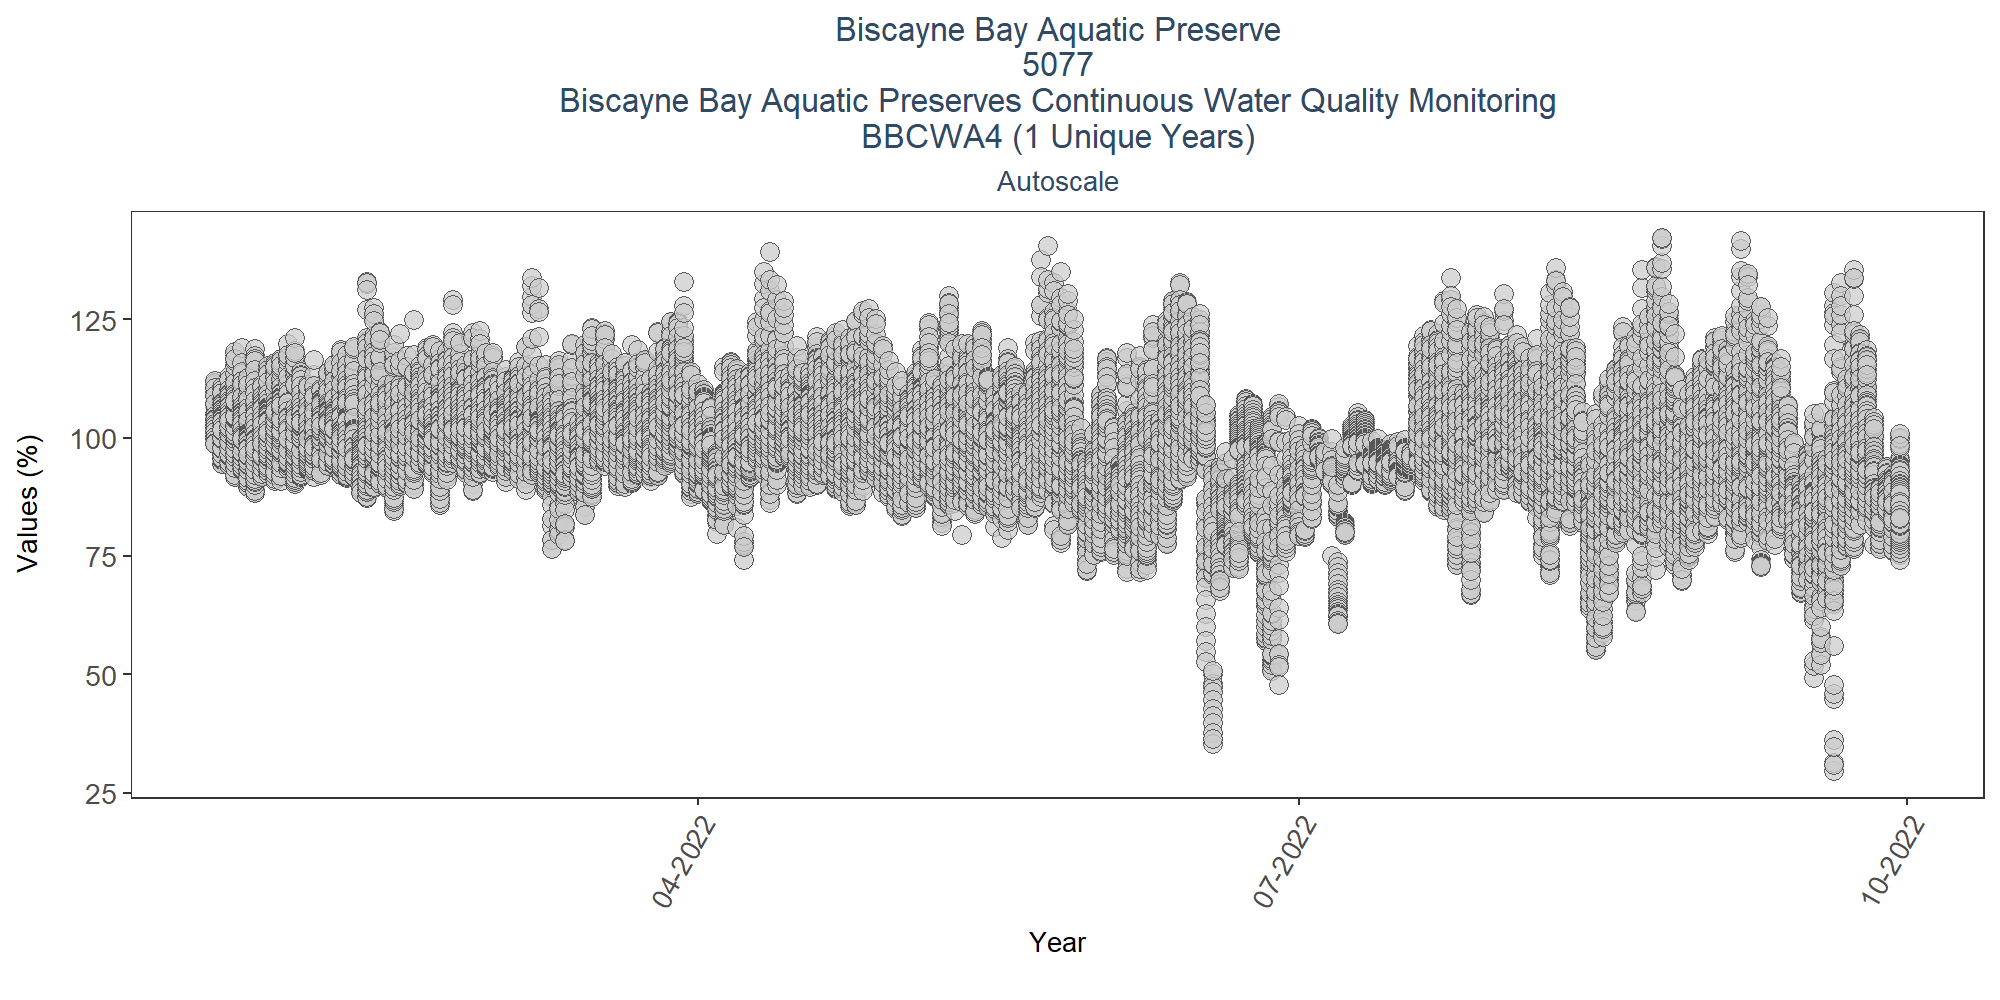 Biscayne Bay Aquatic Preserve
5077
Biscayne Bay Aquatic Preserves Continuous Water Quality Monitoring
BBCWA4 (1 Unique Years)
Autoscale
Values (%)
125
100
75
50
25
04-2022
07-2022
10-2022
Year